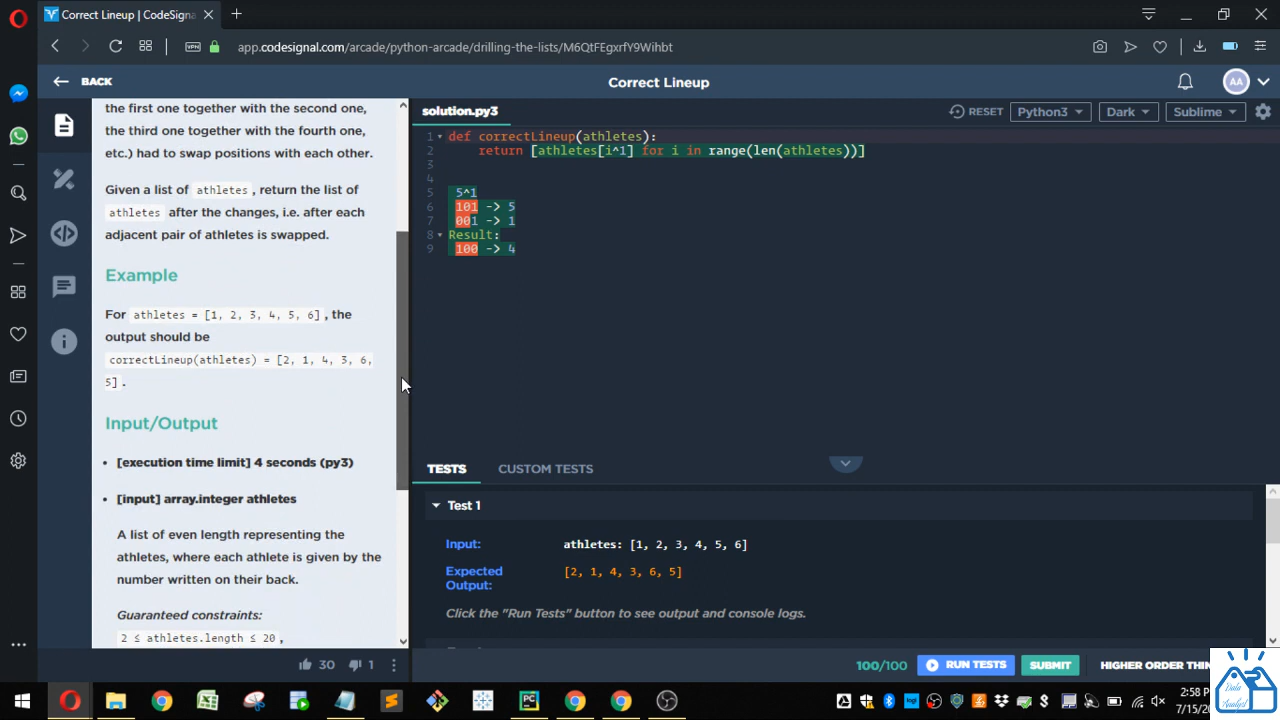 Correct Lineup | CodeSigna
app.codesignal.com/arcade/python-arcade/drilling-the-lists/M6QtFEgxrfY9Wihbt
VPN
BACK
Correct Lineup
AA
the first one together with the second one,
the third one together with the fourth one,
etc.) had to swap positions with each other.
Given a list of athletes, return the list of
athletes after the changes, i.e. after each
adjacent pair of athletes is swapped.
Example
For athletes = [1, 2, 3, 4, 5, 6], the
output should be
correctLineup(athletes) = [2, 1, 4, 3, 6,
5].
Input/Output
• [execution time limit] 4 seconds (py3)
• [input] array.integer athletes
A list of even length representing the
athletes, where each athlete is given by the
number written on their back.
Guaranteed constraints:
2 ≤ athletes.length ≤ 20,
30 1
solution.py3
RESET Python3 Dark Sublime
1 def correctLineup(athletes):
2 return [athletes[i^1] for i in range(len(athletes))]
3
4
5 5^1
6 101 -> 5
7 001 -> 1
8 Result:
9 100 -> 4
TESTS CUSTOM TESTS
Test 1
Input: athletes: [1, 2, 3, 4, 5, 6]
Expected Output: [2, 1, 4, 3, 6, 5]
Click the "Run Tests" button to see output and console logs.
100/100 RUN TESTS SUBMIT HIGHER ORDER THIN
:58 P
7/15/20
Data
Analyst